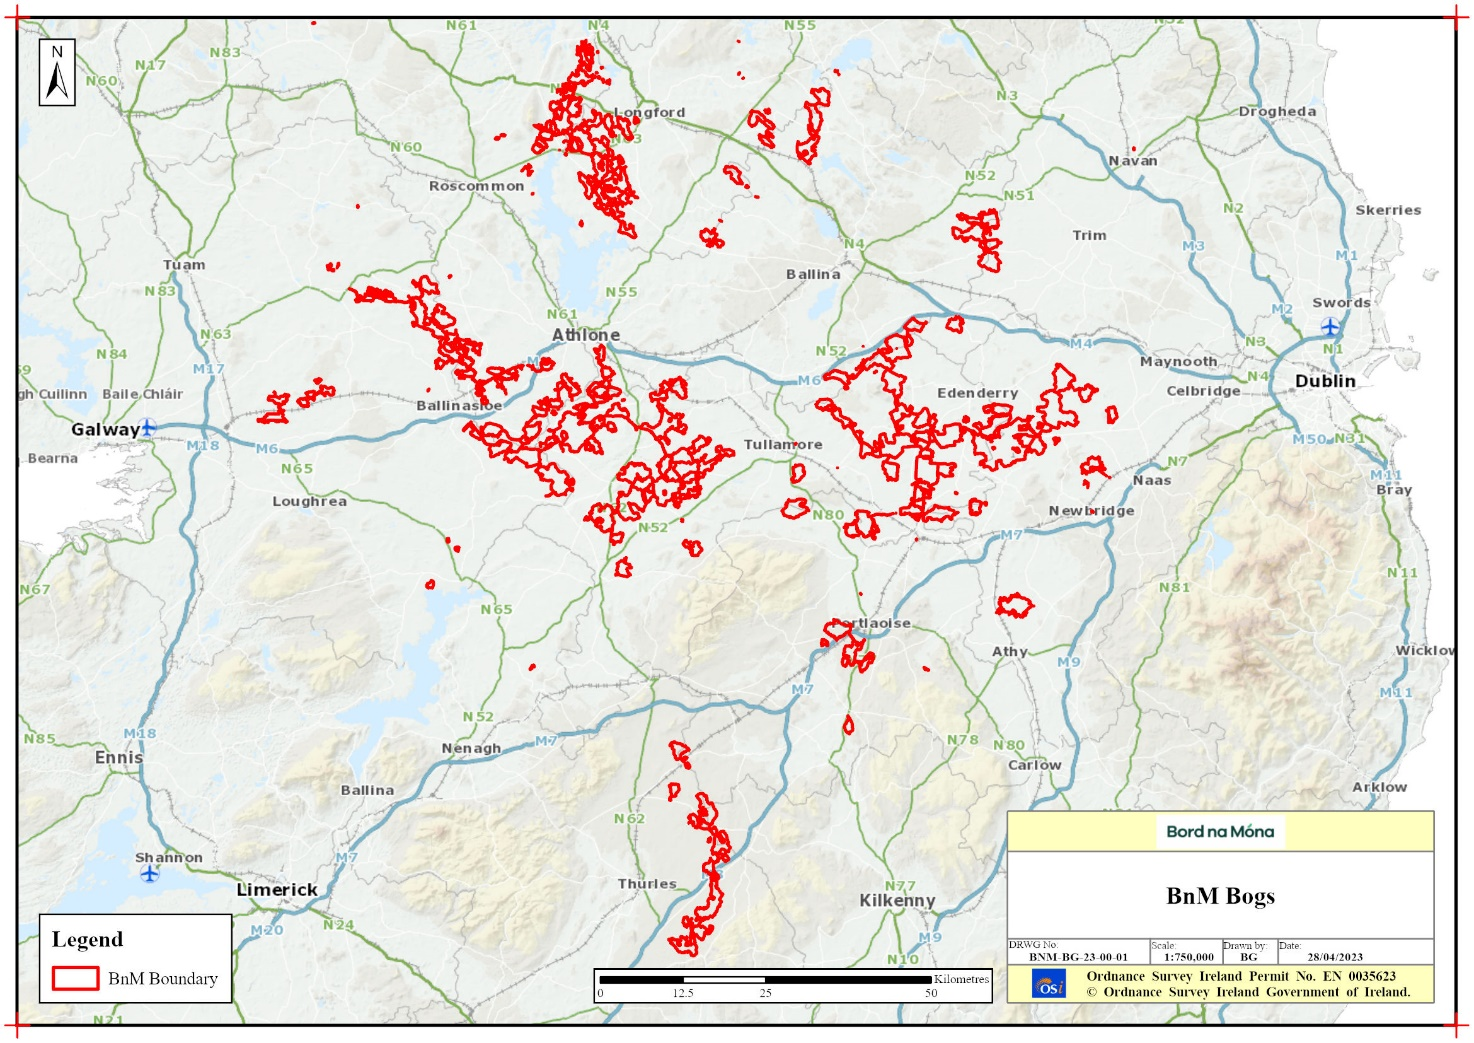 N
N61
N4
N55
N52
N17
N83
N60
N5
N3
Longford
Drogheda
N63
N60
Navan
Roscommon
N52
N51
N2
Skerries
Trim
N4
M3
M1
Tuam
Ballina
N83
N55
Swords
M2
N61
N63
Athlone
N3
N1
N84
N52
M4
Maynooth
M17
M6
N4
Dublin
gh Cuilinn
Baile Chláir
Edenderry
Celbridge
Ballinasloe
Galway
M18
M6
Tullamore
M50
N31
Bearna
N65
N7
M11
Naas
Bray
Loughrea
N52
N80
Newbridge
M7
N67
N65
N81
N11
Portlaoise
Athy
M9
Wicklow
M7
M11
N52
M18
N85
Nenagh
M7
N78
N80
Ennis
Carlow
Ballina
Arklow
N62
Shannon
M7
Thurles
N77
Limerick
Kilkenny
M20
N24
M9
N10
N21
Legend
BnM Boundary
Kilometres
0 12.5 25 50
Bord na Móna
BnM Bogs
DRWG No: Scale: Drawn by: Date:
BNM-BG-23-00-01 1:750,000 BG 28/04/2023
OSi
Ordnance Survey Ireland Permit No. EN 0035623
© Ordnance Survey Ireland Government of Ireland.